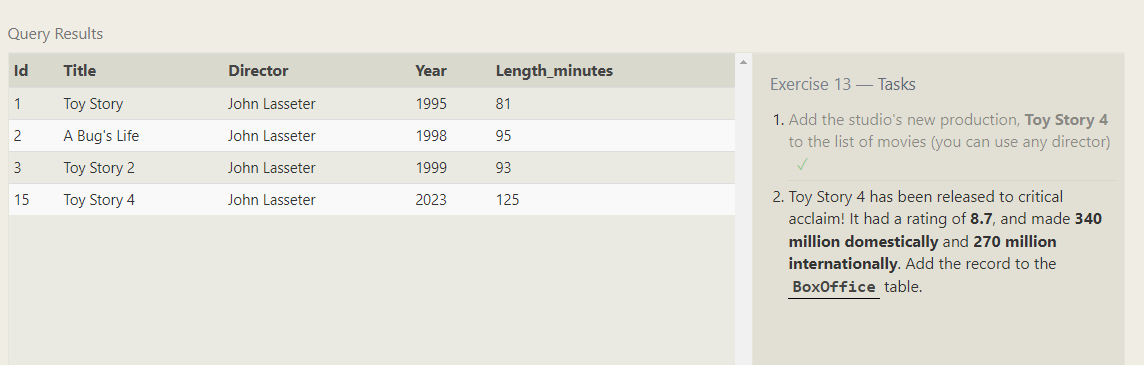 Query Results
Id Title Director Year Length_minutes
1 Toy Story John Lasseter 1995 81
2 A Bug's Life John Lasseter 1998 95
3 Toy Story 2 John Lasseter 1999 93
15 Toy Story 4 John Lasseter 2023 125
Exercise 13 — Tasks
1. Add the studio's new production, Toy Story 4
to the list of movies (you can use any director)
✓
2. Toy Story 4 has been released to critical
acclaim! It had a rating of 8.7, and made 340
million domestically and 270 million
internationally. Add the record to the
BoxOffice table.